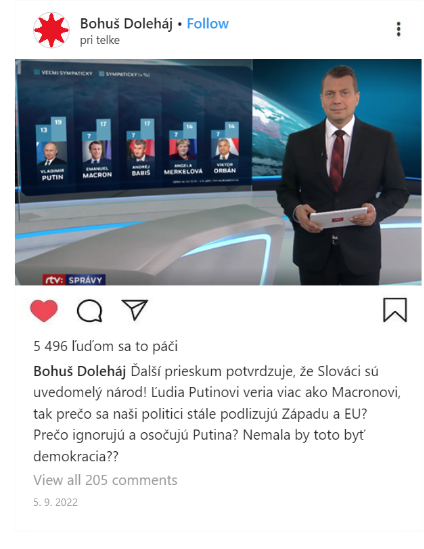 Bohuš Doleháj • Follow
pri telke
VEĽMI SYMPATICKÝ SYMPATICKÝ (v %)
13 19 7 17 7 17 7 14 7 14
VLADIMIR PUTIN EMANUEL MACRON ANDREJ BABIŠ ANGELA MERKELOVÁ VIKTOR ORBÁN
rtv: SPRÁVY
5 496 ľuďom sa to páči
Bohuš Doleháj Ďalší prieskum potvrdzuje, že Slováci sú
uvedomelý národ! Ľudia Putinovi veria viac ako Macronovi,
tak prečo sa naši politici stále podlizujú Západu a EU?
Prečo ignorujú a osočujú Putina? Nemala by toto byť
demokracia??
View all 205 comments
5. 9. 2022